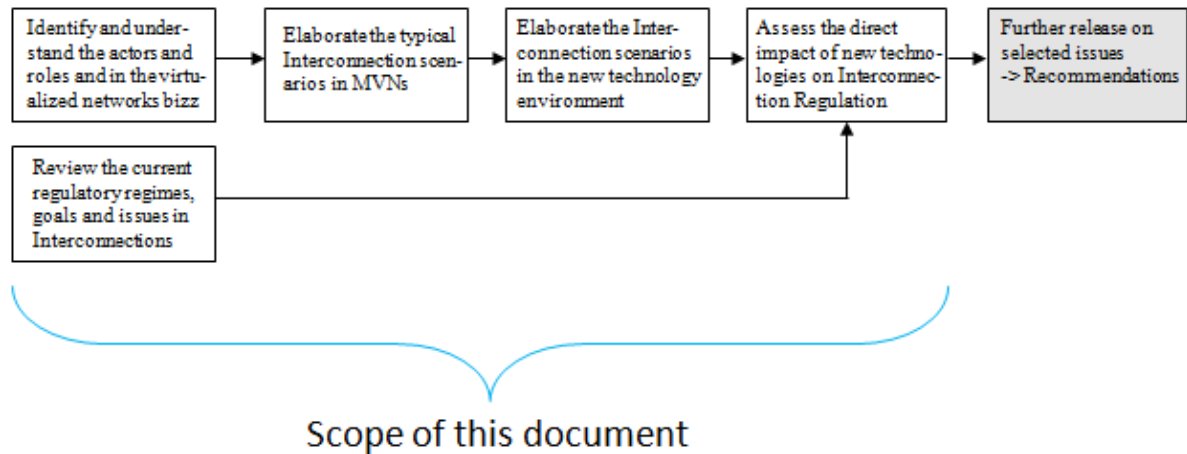 Identify and under-
stand the actors and
roles and in the virtu-
alized networks bizz
Elaborate the typical
Interconnection scen-
arios in MVNs
Elaborate the Inter-
connection scenarios
in the new technology
environment
Assess the direct
impact of new techno-
logies on Interconnec-
tion Regulation
Further release on
selected issues
-> Recommendations
Review the current
regulatory regimes,
goals and issues in
Interconnections
Scope of this document